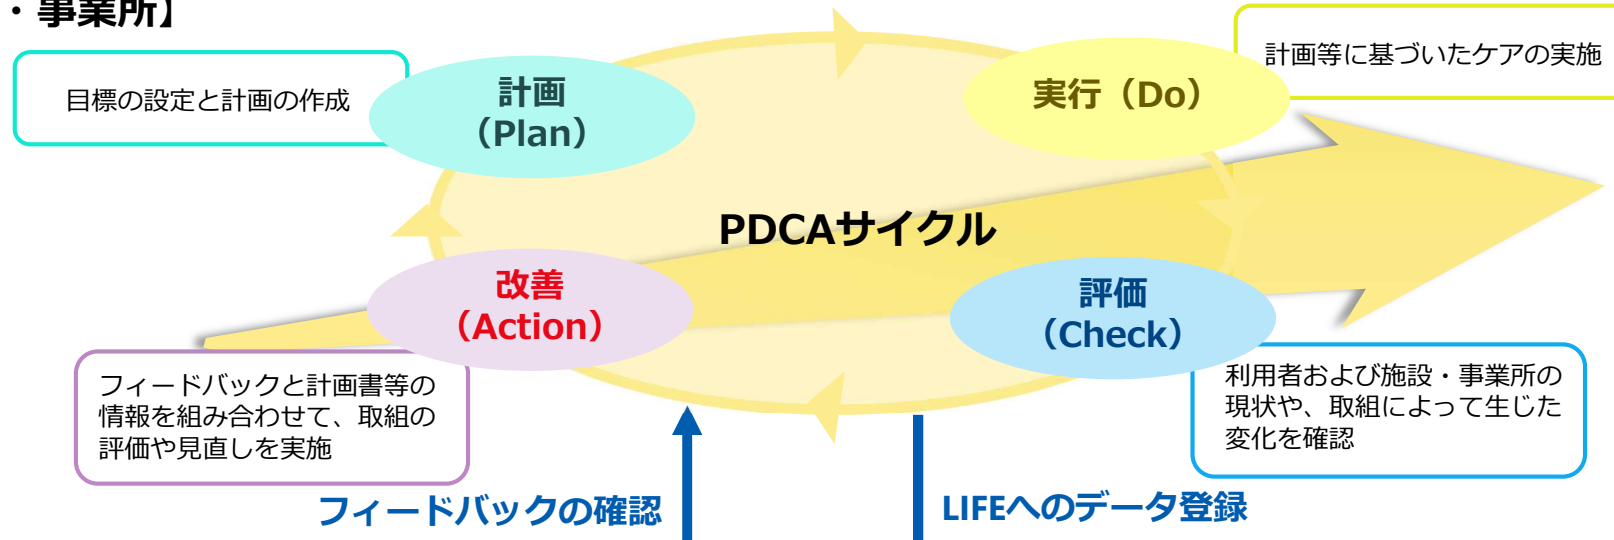 ・事業所】
目標の設定と計画の作成
計画
（Plan）
実行（Do）
計画等に基づいたケアの実施
PDCAサイクル
改善
（Action）
評価
（Check）
フィードバックと計画書等の
情報を組み合わせて、取組の
評価や見直しを実施
利用者および施設・事業所の
現状や、取組によって生じた
変化を確認
フィードバックの確認
LIFEへのデータ登録